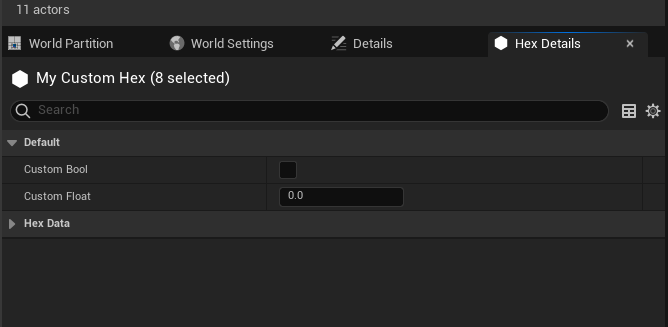 11 actors
World Partition World Settings Details Hex Details ×
My Custom Hex (8 selected)
Search
Default
Custom Bool
Custom Float 0.0
Hex Data